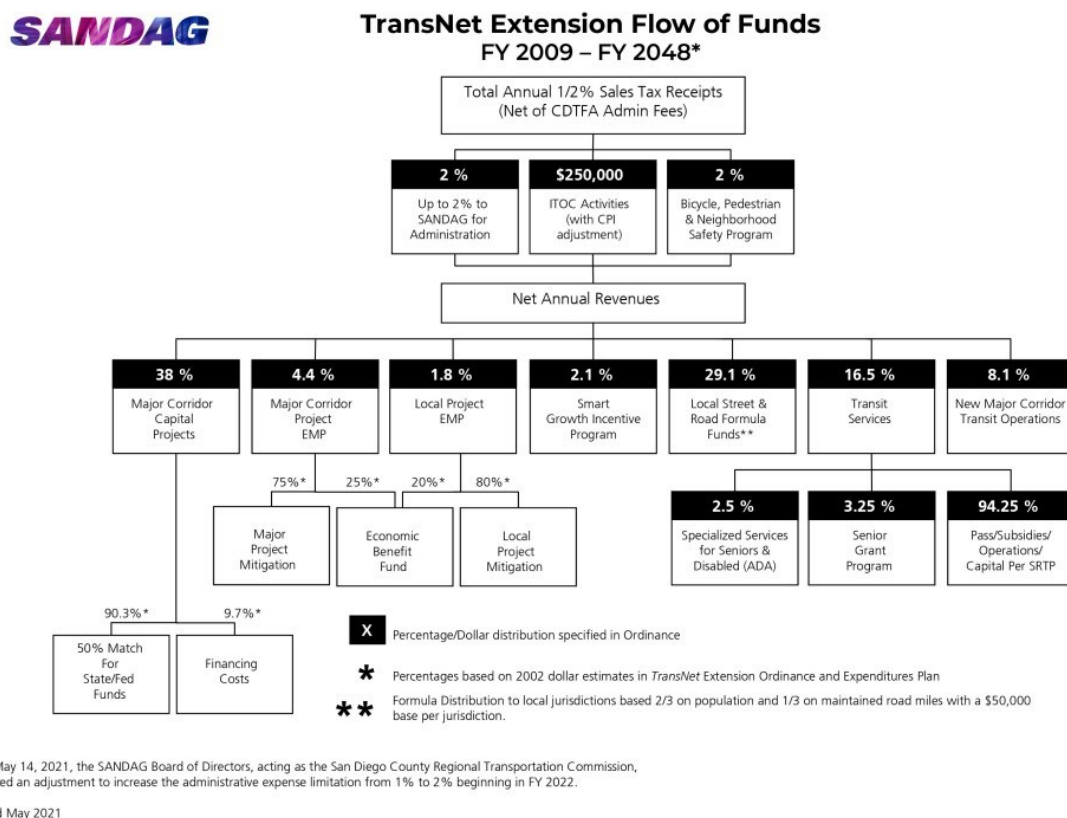 SANDAG
TransNet Extension Flow of Funds
FY 2009 – FY 2048*
Total Annual 1/2% Sales Tax Receipts
(Net of CDTFA Admin Fees)
2 %
Up to 2% to
SANDAG for
Administration
$250,000
ITOC Activities
(with CPI
adjustment)
2 %
Bicycle, Pedestrian
& Neighborhood
Safety Program
Net Annual Revenues
38 %
Major Corridor
Capital
Projects
4.4 %
Major Corridor
Project
EMP
1.8 %
Local Project
EMP
2.1 %
Smart
Growth Incentive
Program
29.1 %
Local Street &
Road Formula
Funds**
16.5 %
Transit
Services
8.1 %
New Major Corridor
Transit Operations
75%*
25%*
20%*
80%*
Major
Project
Mitigation
Economic
Benefit
Fund
Local
Project
Mitigation
2.5 %
Specialized Services
for Seniors &
Disabled (ADA)
3.25 %
Senior
Grant
Program
94.25 %
Pass/Subsidies/
Operations/
Capital Per SRTP
90.3%*
9.7%*
50% Match
For
State/Fed
Funds
Financing
Costs
X Percentage/Dollar distribution specified in Ordinance
* Percentages based on 2002 dollar estimates in TransNet Extension Ordinance and Expenditures Plan
** Formula Distribution to local jurisdictions based 2/3 on population and 1/3 on maintained road miles with a $50,000
base per jurisdiction.
May 14, 2021, the SANDAG Board of Directors, acting as the San Diego County Regional Transportation Commission,
ed an adjustment to increase the administrative expense limitation from 1% to 2% beginning in FY 2022.
d May 2021